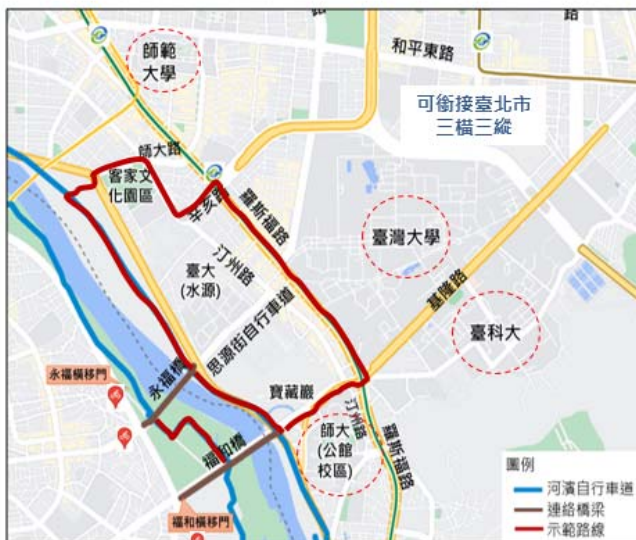 師範
大學
和平東路
可銜接臺北市
三橫三縱
師大路
客家文
化園區
辛亥路
羅斯福路
汀州路
臺灣大學
臺大
(水源)
思源街自行車道
基隆路
臺科大
永福橋
永福橫移門
寶藏巖
福和橋
師大
(公館
校區)
汀州路
羅斯福路
福和橫移門
圖例
河濱自行車道
連絡橋梁
示範路線